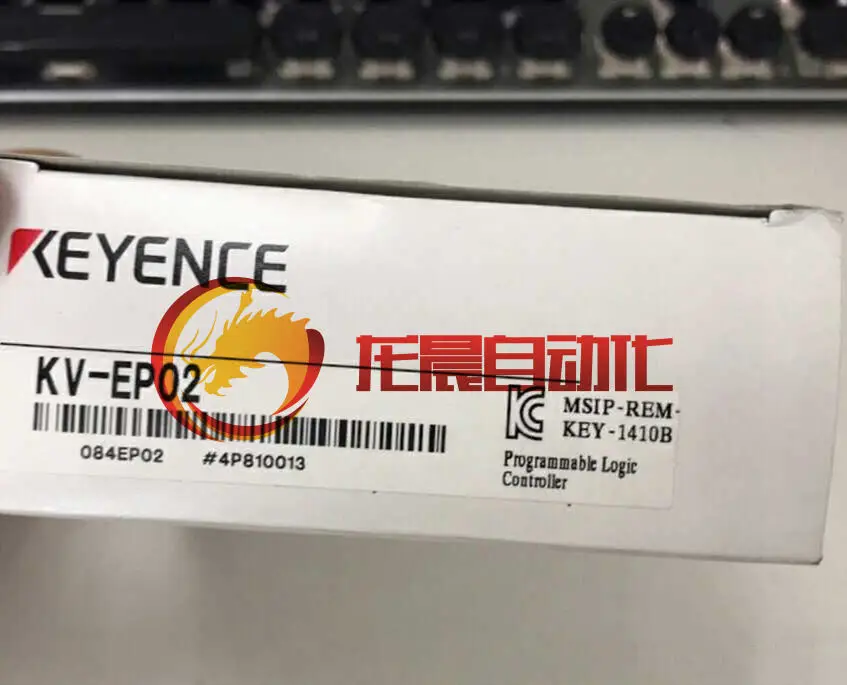 KEYENCE
龙晨自动化
KV-EP02
MSIP-REM-
KEY-1410B
084EP02 #4P810013
Programmable Logic
Controller